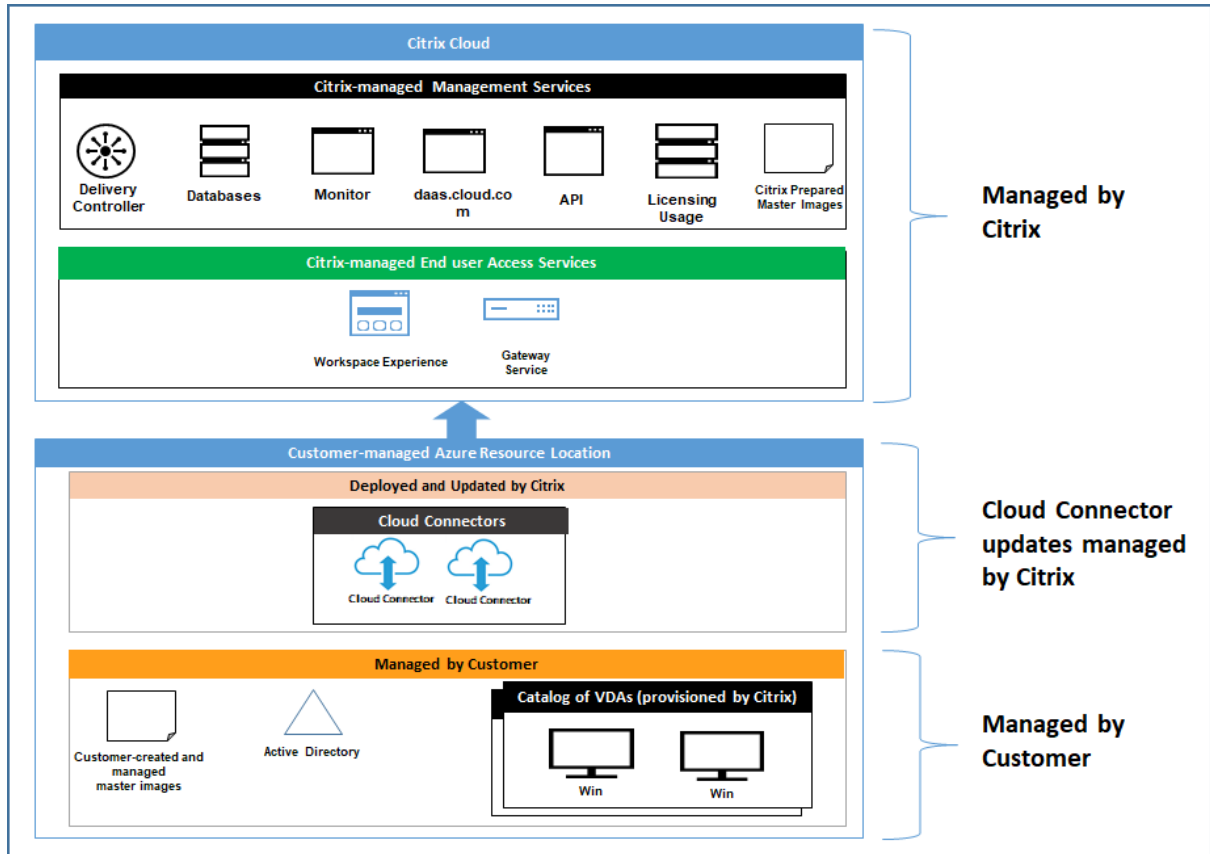 Citrix Cloud
Citrix-managed Management Services
Delivery
Controller
Databases
Monitor
daas.cloud.co
m
API
Licensing
Usage
Citrix Prepared
Master Images
Managed by
Citrix
Citrix-managed End user Access Services
Workspace Experience
Gateway
Service
Customer-managed Azure Resource Location
Deployed and Updated by Citrix
Cloud Connectors
Cloud Connector
Cloud Connector
Cloud Connector
updates managed
by Citrix
Managed by Customer
Customer-created and
managed
master images
Active Directory
Catalog of VDAs (provisioned by Citrix)
Win
Win
Managed by
Customer